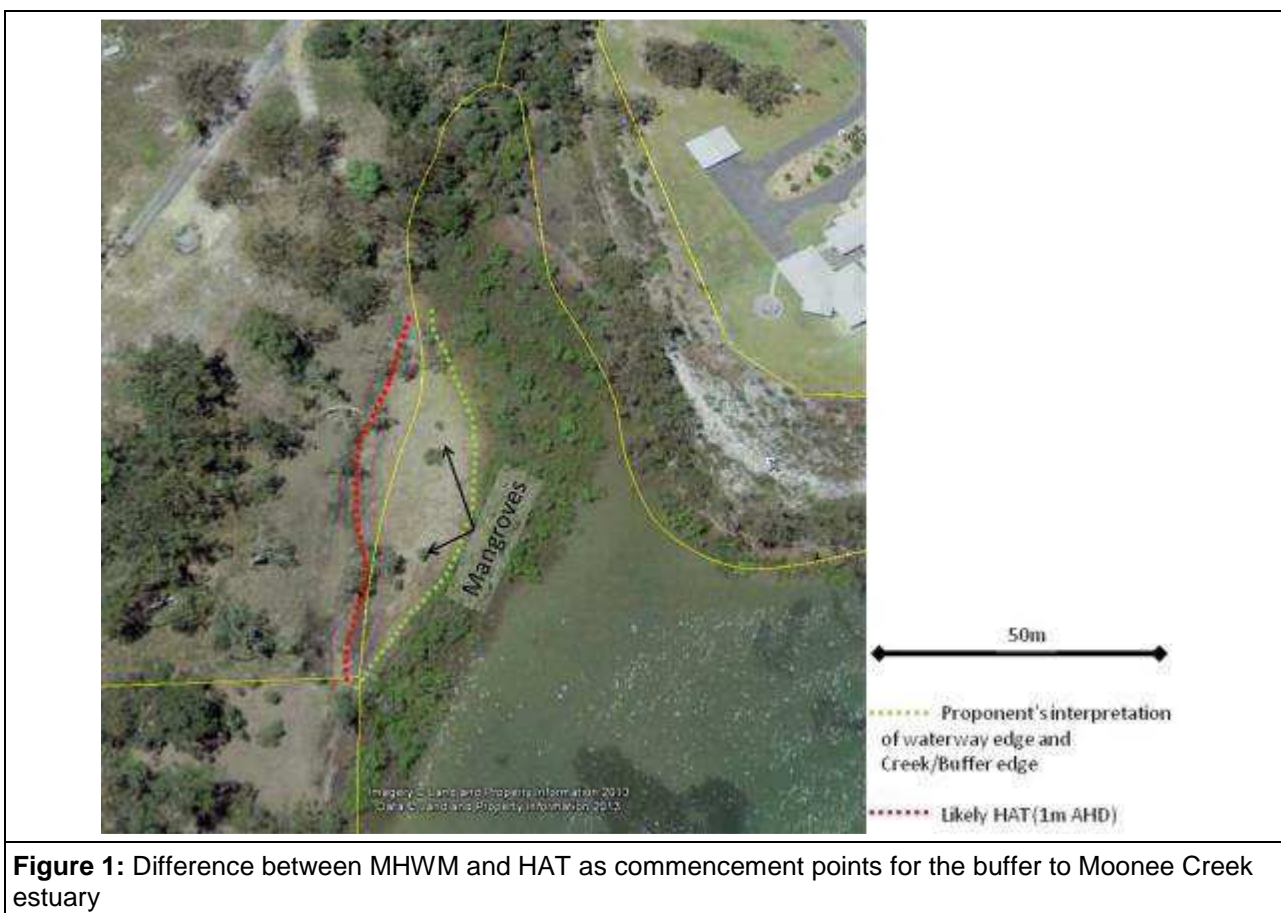 Mangroves
Imagery © Land and Property Information 2013
Data © Land and Property Information 2013
50m
Proponent's interpretation
of waterway edge and
Creek/Buffer edge
Likely HAT (1m AHD)
Figure 1: Difference between MHWM and HAT as commencement points for the buffer to Moonee Creek
estuary